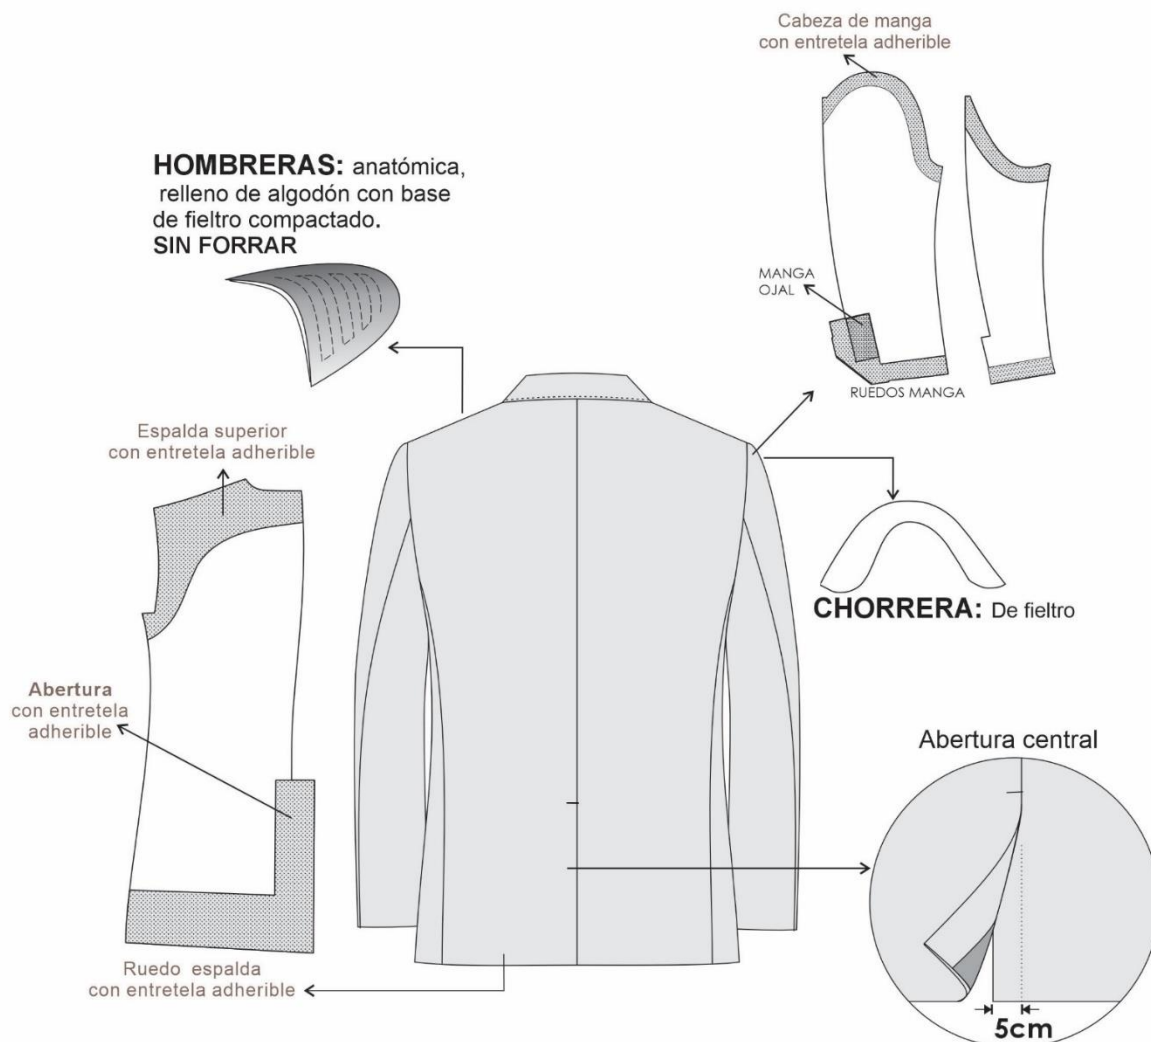 Cabeza de manga
con entretela adherible
HOMBRERAS: anatómica,
relleno de algodón con base
de fieltro compactado.
SIN FORRAR
MANGA
OJAL
RUEDOS MANGA
Espalda superior
con entretela adherible
CHORRERA: De fieltro
Abertura
con entretela
adherible
Abertura central
Ruedo espalda
con entretela adherible
5cm